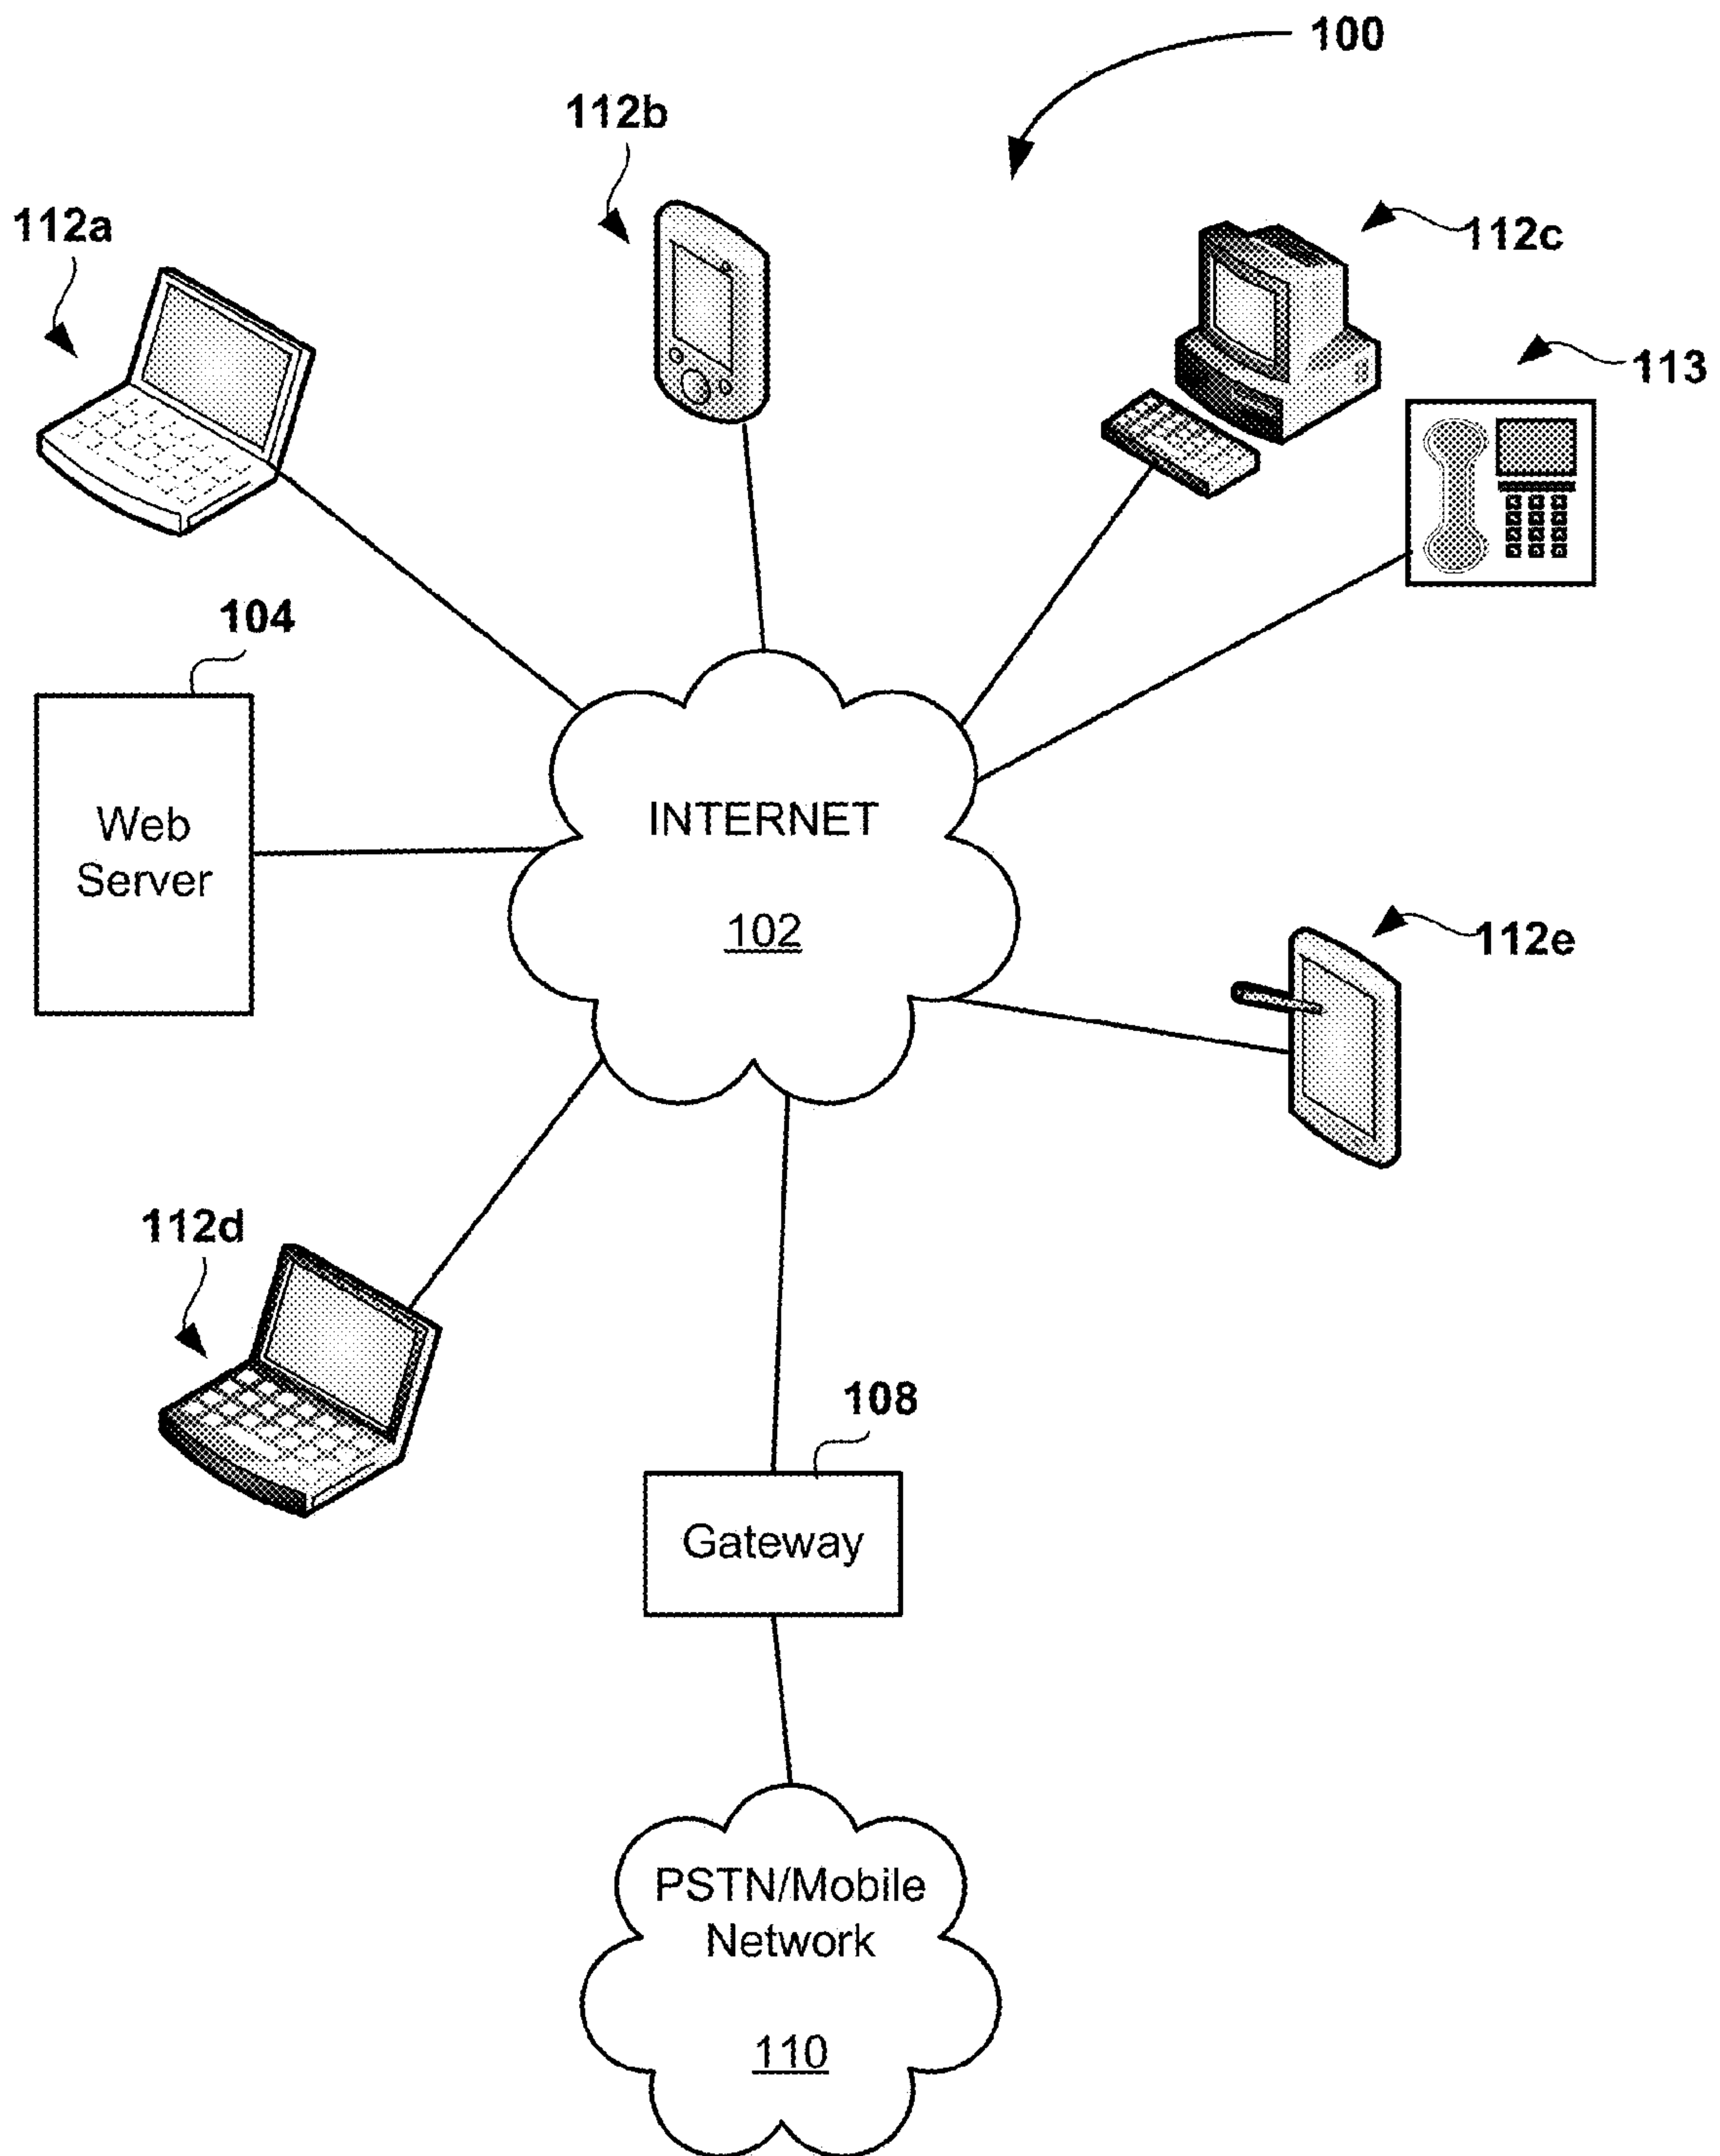 100
112b
112a
112c
113
104
Web
Server
INTERNET
102
112e
112d
108
Gateway
PSTN/Mobile
Network
110